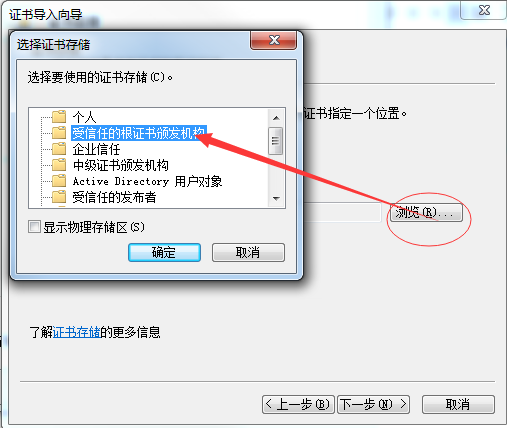 证书导入向导
选择证书存储
选择要使用的证书存储(C)。
个人
受信任的根证书颁发机构
企业信任
中级证书颁发机构
Active Directory 用户对象
受信任的发布者
显示物理存储区(S)
确定
取消
证书指定一个位置。
浏览(R)...
了解证书存储的更多信息
< 上一步(B)
下一步(N) >
取消